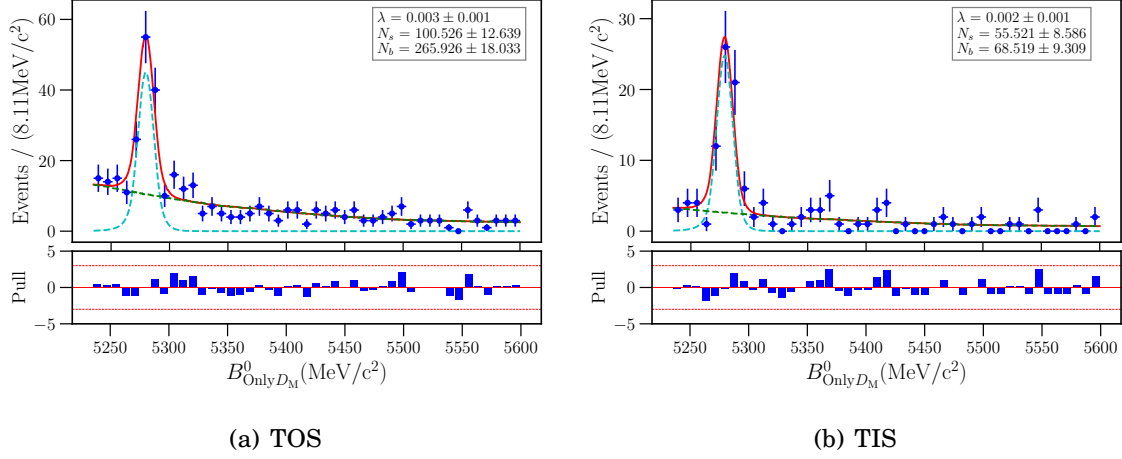 60
40
20
0
Events / (8.11MeV/c²)
λ = 0.003 ± 0.001
Nₛ = 100.526 ± 12.639
N_b = 265.926 ± 18.033
5
0
−5
Pull
5250 5300 5350 5400 5450 5500 5550 5600
B⁰_OnlyD_M(MeV/c²)
(a) TOS
30
20
10
0
Events / (8.11MeV/c²)
λ = 0.002 ± 0.001
Nₛ = 55.521 ± 8.586
N_b = 68.519 ± 9.309
5
0
−5
Pull
5250 5300 5350 5400 5450 5500 5550 5600
B⁰_OnlyD_M(MeV/c²)
(b) TIS